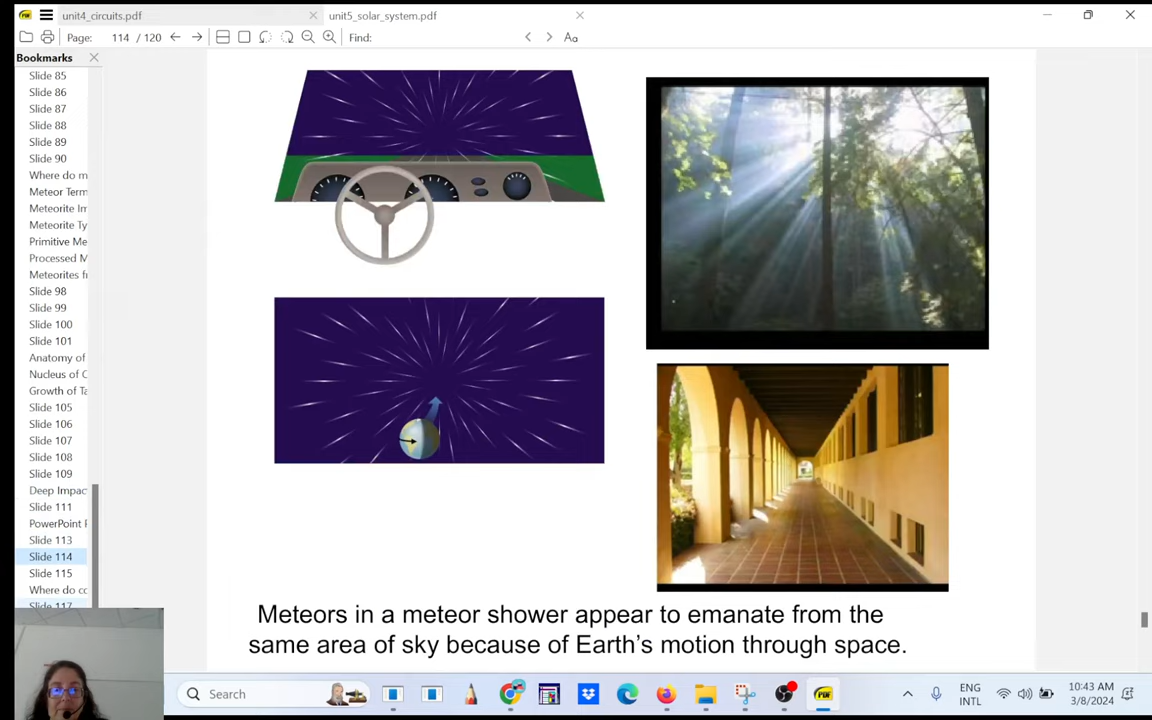 unit4_circuits.pdf
unit5_solar_system.pdf
Page: 114 / 120
Find:
Aa
Bookmarks
Slide 85
Slide 86
Slide 87
Slide 88
Slide 89
Slide 90
Where do m
Meteor Term
Meteorite Im
Meteorite Ty
Primitive Me
Processed M
Meteorites f
Slide 98
Slide 99
Slide 100
Slide 101
Anatomy of
Nucleus of C
Growth of Ta
Slide 105
Slide 106
Slide 107
Slide 108
Slide 109
Deep Impac
Slide 111
PowerPoint P
Slide 113
Slide 114
Slide 115
Where do co
Slide 117
Meteors in a meteor shower appear to emanate from the
same area of sky because of Earth's motion through space.
Search
ENG
INTL
10:43 AM
3/8/2024